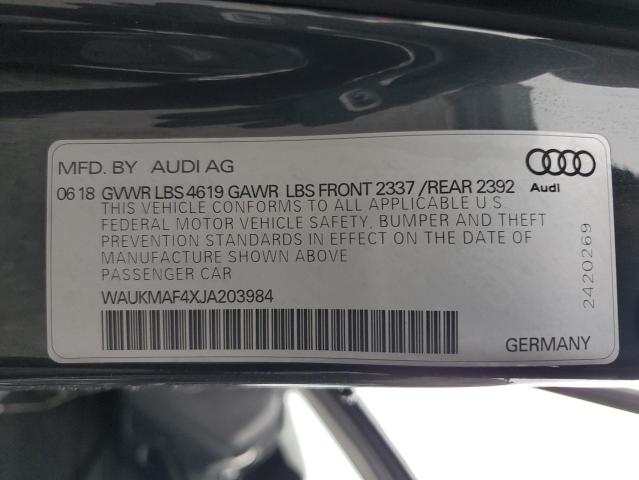 MFD. BY AUDI AG
06 18 GVWR LBS 4619 GAWR LBS FRONT 2337 /REAR 2392
Audi
THIS VEHICLE CONFORMS TO ALL APPLICABLE U S
FEDERAL MOTOR VEHICLE SAFETY, BUMPER AND THEFT
PREVENTION STANDARDS IN EFFECT ON THE DATE OF
MANUFACTURE SHOWN ABOVE
PASSENGER CAR
WAUKMAF4XJA203984
2420269
GERMANY